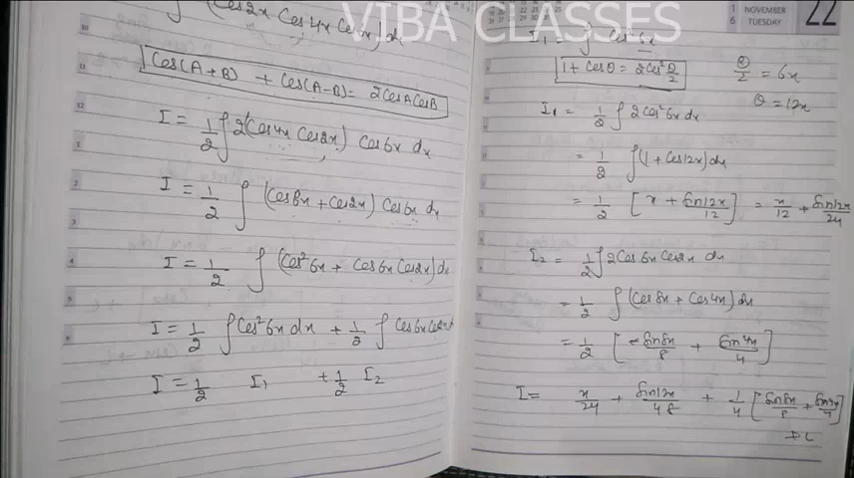 VIBA CLASSES
∫ (Cos2x Cos4x Cos6x) dx
Cos(A+B) + Cos(A-B) = 2CosACosB
I = 1/2 ∫ 2(Cos4x Cos2x) Cos6x dx
I = 1/2 ∫ (Cos6x + Cos2x) Cos6x dx
I = 1/2 ∫ (Cos²6x + Cos6x Cos2x) dx
I = 1/2 ∫ Cos²6x dx + 1/2 ∫ Cos6x Cos2x
I = 1/2 I₁ + 1/2 I₂
1 6 NOVEMBER TUESDAY 22
I₁ = ∫ Cos²6x
1 + Cosθ = 2Cos²θ/2
θ/2 = 6x
θ = 12x
I₁ = 1/2 ∫ 2Cos²6x dx
= 1/2 ∫ (1 + Cos12x) dx
= 1/2 [x + Sin12x/12] = x/12 + Sin12x/24
I₂ = 1/2 ∫ 2Cos6x Cos2x dx
= 1/2 ∫ (Cos8x + Cos4x) dx
= 1/2 [Sin8x/8 + Sin4x/4]
I = x/24 + Sin12x/48 + 1/4 [Sin8x/8 + Sin4x/4]
+C